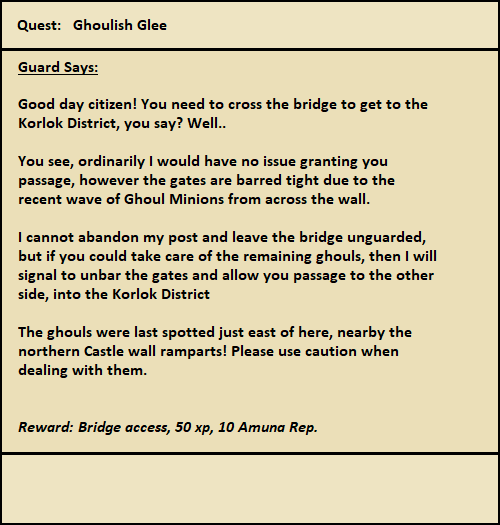 Quest:   Ghoulish Glee
Guard Says:
Good day citizen! You need to cross the bridge to get to the
Korlok District, you say? Well..
You see, ordinarily I would have no issue granting you
passage, however the gates are barred tight due to the
recent wave of Ghoul Minions from across the wall.
I cannot abandon my post and leave the bridge unguarded,
but if you could take care of the remaining ghouls, then I will
signal to unbar the gates and allow you passage to the other
side, into the Korlok District
The ghouls were last spotted just east of here, nearby the
northern Castle wall ramparts! Please use caution when
dealing with them.
Reward: Bridge access, 50 xp, 10 Amuna Rep.